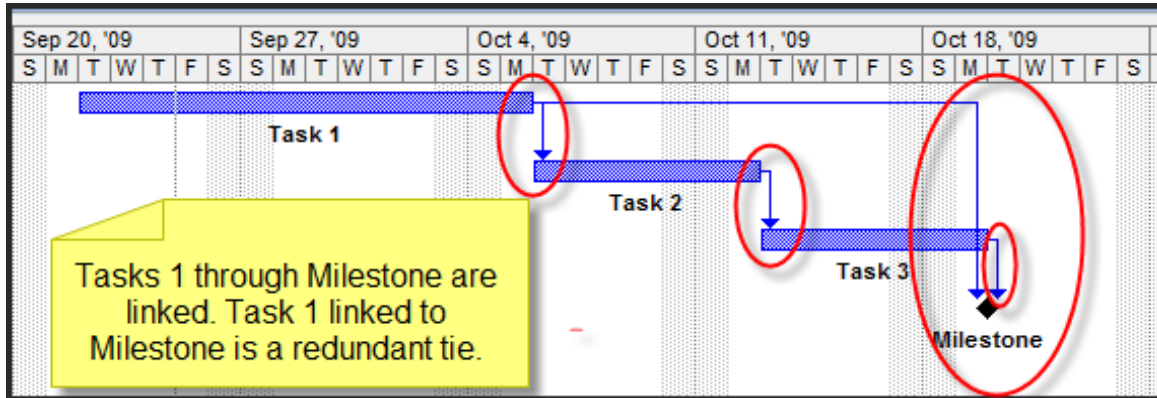 Sep 20, '09 Sep 27, '09 Oct 4, '09 Oct 11, '09 Oct 18, '09
S M T W T F S S M T W T F S S M T W T F S S M T W T F S S M T W T F S
Task 1
Task 2
Task 3
Milestone
Tasks 1 through Milestone are
linked. Task 1 linked to
Milestone is a redundant tie.